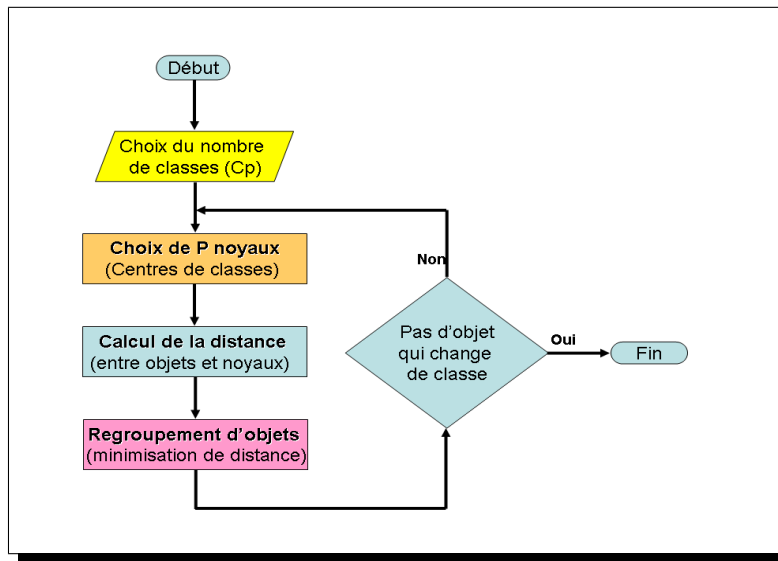 Début
Choix du nombre
de classes (Cp)
Choix de P noyaux
(Centres de classes)
Calcul de la distance
(entre objets et noyaux)
Regroupement d'objets
(minimisation de distance)
Non
Pas d'objet
qui change
de classe
Oui
Fin